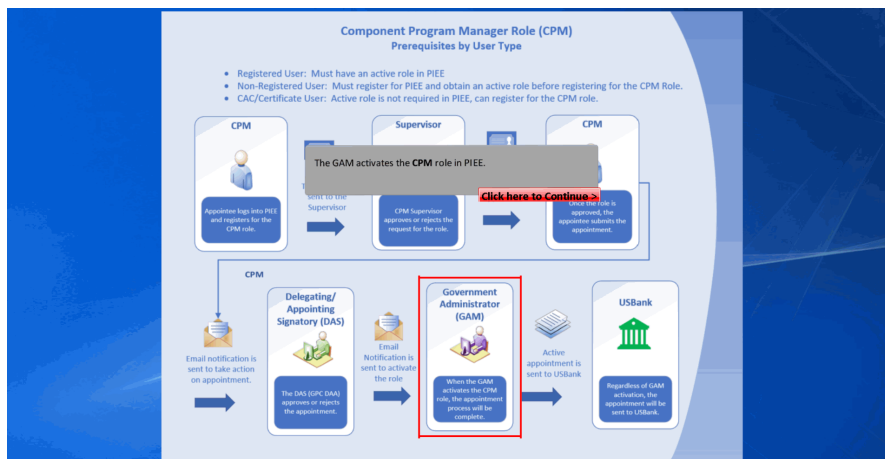 Component Program Manager Role (CPM)
Prerequisites by User Type
• Registered User: Must have an active role in PIEE
• Non-Registered User: Must register for PIEE and obtain an active role before registering for the CPM Role.
• CAC/Certificate User: Active role is not required in PIEE, can register for the CPM role.
CPM
Appointee logs into PIEE
and registers for the
CPM role.
sent to the
Supervisor
Supervisor
CPM Supervisor
approves or rejects the
request for the role.
CPM
Once the role is
approved, the
appointee submits the
appointment.
The GAM activates the CPM role in PIEE.
Click here to Continue >
CPM
Email notification is
sent to take action
on appointment.
Delegating/
Appointing
Signatory (DAS)
The DAS (GPC DAA)
approves or rejects
the appointment.
Email
Notification is
sent to activate
the role
Government
Administrator
(GAM)
When the GAM
activates the CPM
role, the appointment
process will be
complete.
Active
appointment is
sent to USBank
USBank
Regardless of GAM
activation, the
appointment will be
sent to USBank.